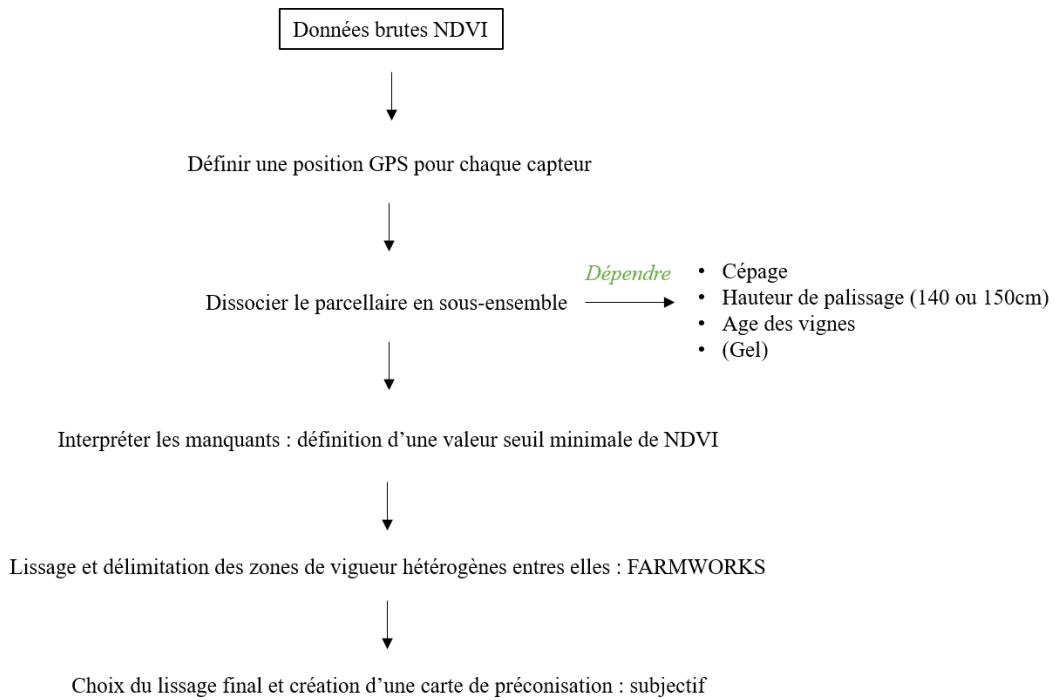 Données brutes NDVI
Définir une position GPS pour chaque capteur
Dissocier le parcellaire en sous-ensemble
Dépendre
• Cépage
• Hauteur de palissage (140 ou 150cm)
• Age des vignes
• (Gel)
Interpréter les manquants : définition d’une valeur seuil minimale de NDVI
Lissage et délimitation des zones de vigueur hétérogènes entres elles : FARMWORKS
Choix du lissage final et création d’une carte de préconisation : subjectif